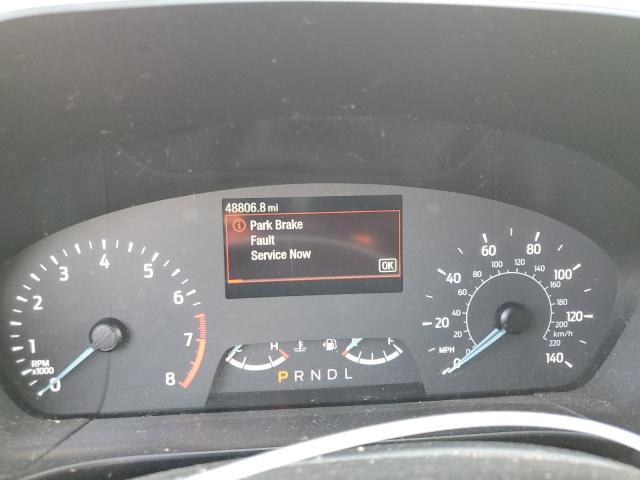 48806.8 mi
Park Brake
Fault
Service Now
OK
0 1 2 3 4 5 6 7 8
RPM
x1000
H F
P R N D L
0 20 40 60 80 100 120 140
MPH
20 40 60 80 100 120 140 160 180 200 220
km/h